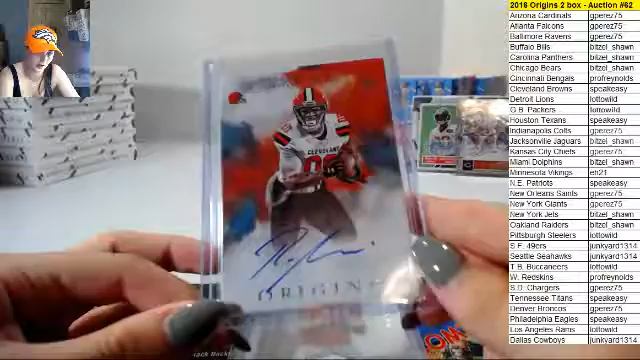 2016 Origins 2 box - Auction #62
Arizona Cardinals gperez75
Atlanta Falcons gperez75
Baltimore Ravens gperez75
Buffalo Bills bitzel_shawn
Carolina Panthers bitzel_shawn
Chicago Bears bitzel_shawn
Cincinnati Bengals profreynolds
Cleveland Browns speakeasy
Detroit Lions lottowild
G.B. Packers lottowild
Houston Texans speakeasy
Indianapolis Colts gperez75
Jacksonville Jaguars bitzel_shawn
Kansas City Chiefs gperez75
Miami Dolphins bitzel_shawn
Minnesota Vikings eh21
N.E. Patriots speakeasy
New Orleans Saints gperez75
New York Giants gperez75
New York Jets bitzel_shawn
Oakland Raiders bitzel_shawn
Pittsburgh Steelers lottowild
S.F. 49ers junkyard1314
Seattle Seahawks junkyard1314
T.B. Buccaneers lottowild
W. Redskins profreynolds
S.D. Chargers gperez75
Tennessee Titans speakeasy
Denver Broncos gperez75
Philadelphia Eagles speakeasy
Los Angeles Rams lottowild
Dallas Cowboys junkyard1314
CLEVELAND
ORIGINS